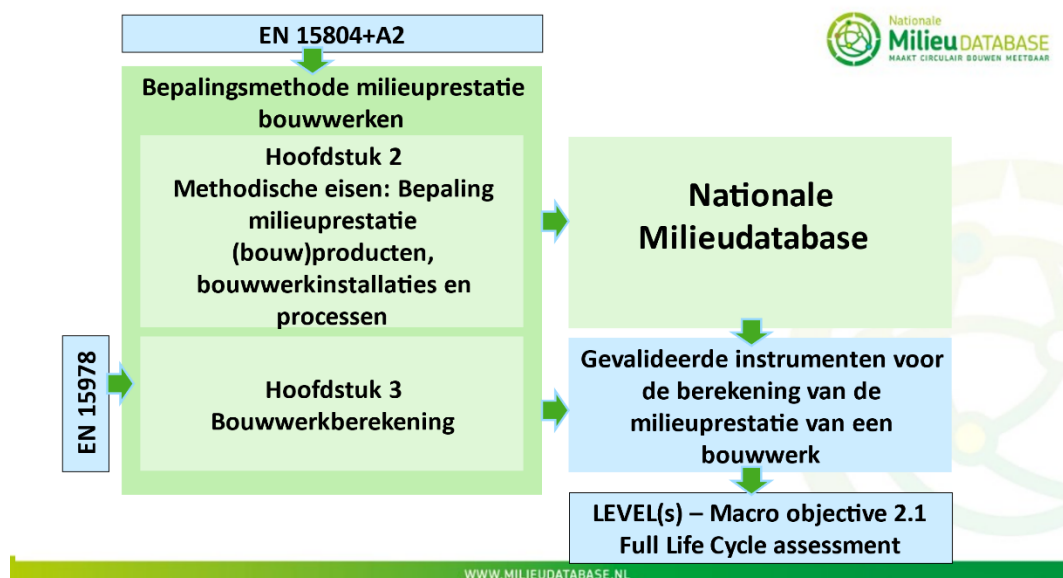 EN 15804+A2
Nationale
Milieu DATABASE
MAAKT CIRCULAIR BOUWEN MEETBAAR
Bepalingsmethode milieuprestatie
bouwwerken
Hoofdstuk 2
Methodische eisen: Bepaling
milieuprestatie
(bouw)producten,
bouwwerkinstallaties en
processen
Nationale
Milieudatabase
EN 15978
Hoofdstuk 3
Bouwwerkberekening
Gevalideerde instrumenten voor
de berekening van de
milieuprestatie van een
bouwwerk
LEVEL(s) – Macro objective 2.1
Full Life Cycle assessment
WWW.MILIEUDATABASE.NL